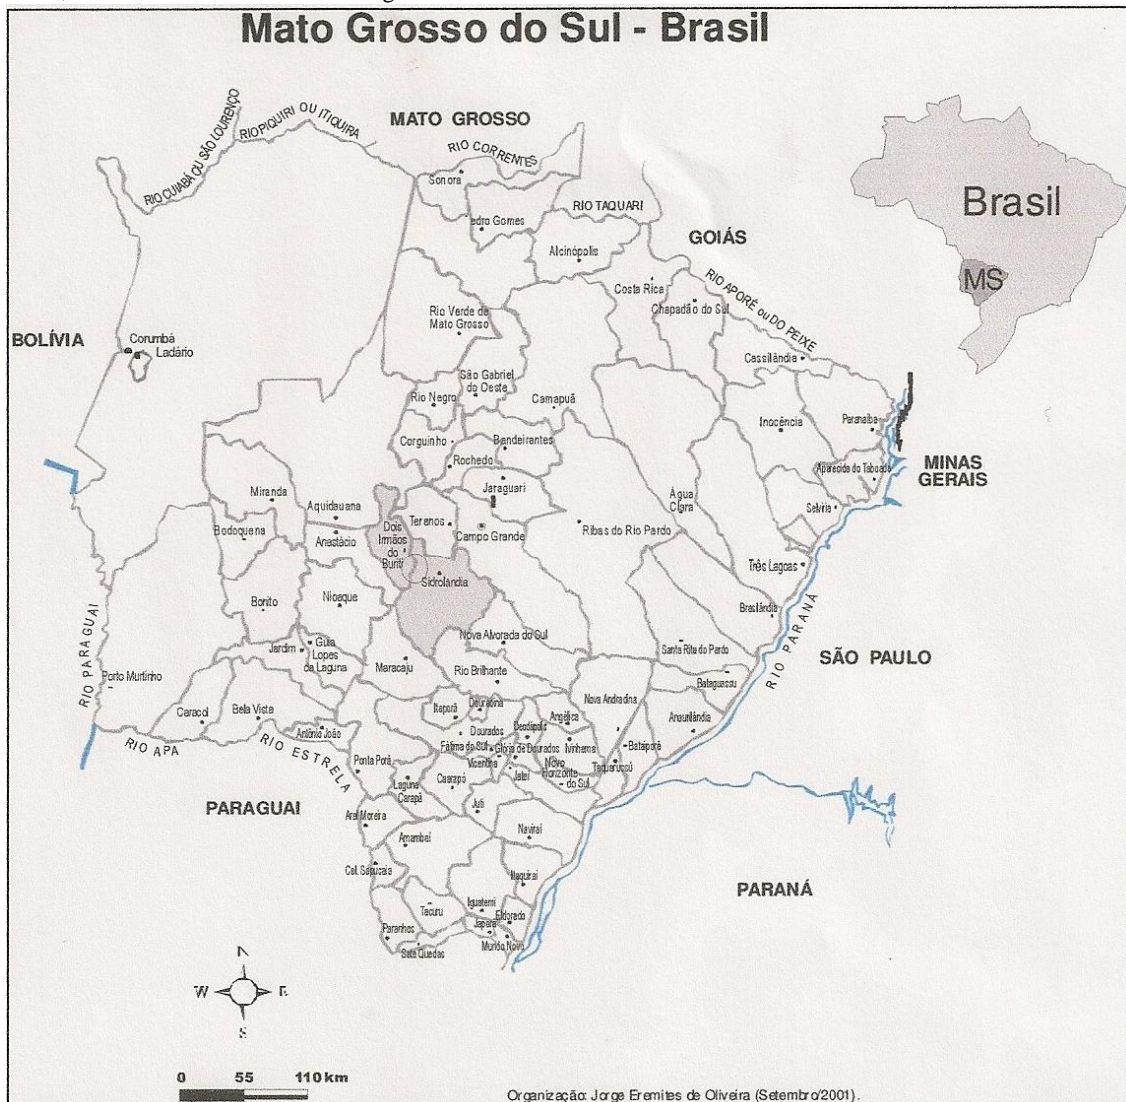 Mato Grosso do Sul - Brasil
RIO CUIABÁ OU SÃO LOURENÇO
RIO PIQUIRI OU ITIQUIRA
MATO GROSSO
RIO CORRENTES
Sonora
edro Gomes
RIO TAQUARI
Alcinópolis
GOIÁS
Brasil
MS
Costa Rica
Chapadão do Sul
RIO APORÉ ou DO PEIXE
Rio Verde de
Mato Grosso
BOLÍVIA
Corumbá
Ladário
Cassilândia
São Gabriel
do Oeste
Rio Negro
Camapuã
Inocência
Paranaíba
Corguinho
Bandeirantes
Rochedo
MINAS
GERAIS
Aparecida do Taboado
Jaraguari
Miranda
Aquidauana
Água
Clara
Selvíria
Bodoquena
Anastácio
Dois
Irmãos
do
Buriti
Terenos
Campo Grande
Ribas do Rio Pardo
Três Lagoas
Sidrolândia
Bonito
Nioaque
Brasilândia
RIO PARAGUAI
RIO PARANÁ
Nova Alvorada do Sul
Jardim
Guia
Lopes
da Laguna
Maracaju
Santa Rita do Pardo
SÃO PAULO
Porto Murtinho
Rio Brilhante
Bataguassu
Nova Andradina
Caracol
Bela Vista
Itaporã
Douradina
Angélica
Anaurilândia
Antônio João
Dourados
Deodápolis
RIO APA
RIO ESTRELA
Fátima do Sul
Glória de Dourados
Ivinhema
Bataiporã
Vicentina
Novo
Horizonte
do Sul
Taquarussú
Ponta Porã
Laguna
Carapã
Caarapó
Jateí
PARAGUAI
Juti
Aral Moreira
Amambaí
Naviraí
Cel. Sapucaia
Itaquiraí
PARANÁ
Tacuru
Iguatemi
Eldorado
Japorã
Paranhos
Mundo Novo
Sete Quedas
N
W
E
S
0 55 110 km
Organização: Jorge Eremites de Oliveira (Setembro/2001).